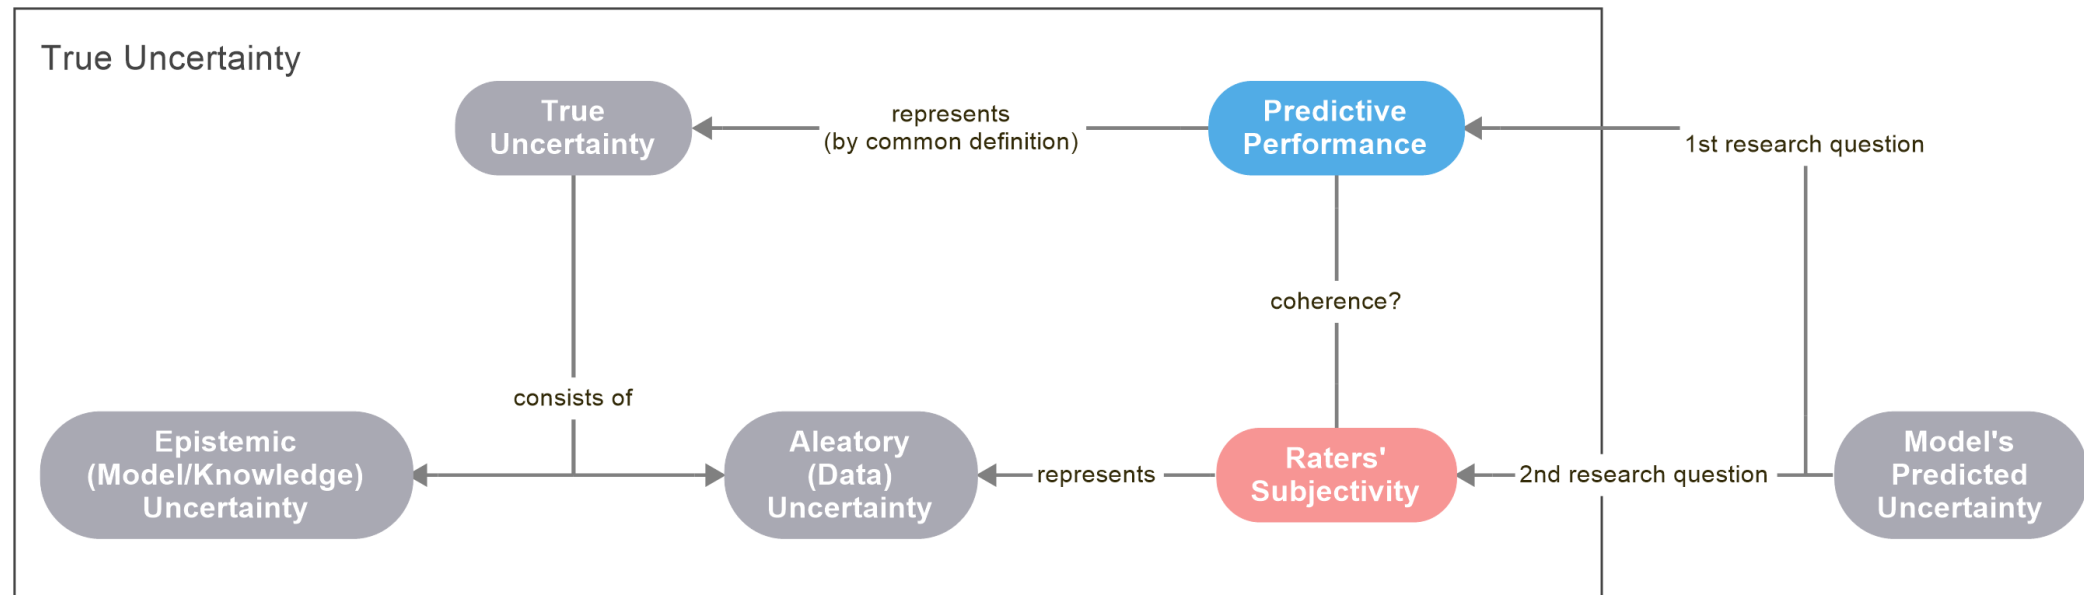 True Uncertainty
True
Uncertainty
represents
(by common definition)
Predictive
Performance
1st research question
coherence?
consists of
Epistemic
(Model/Knowledge)
Uncertainty
Aleatory
(Data)
Uncertainty
represents
Raters'
Subjectivity
2nd research question
Model's
Predicted
Uncertainty